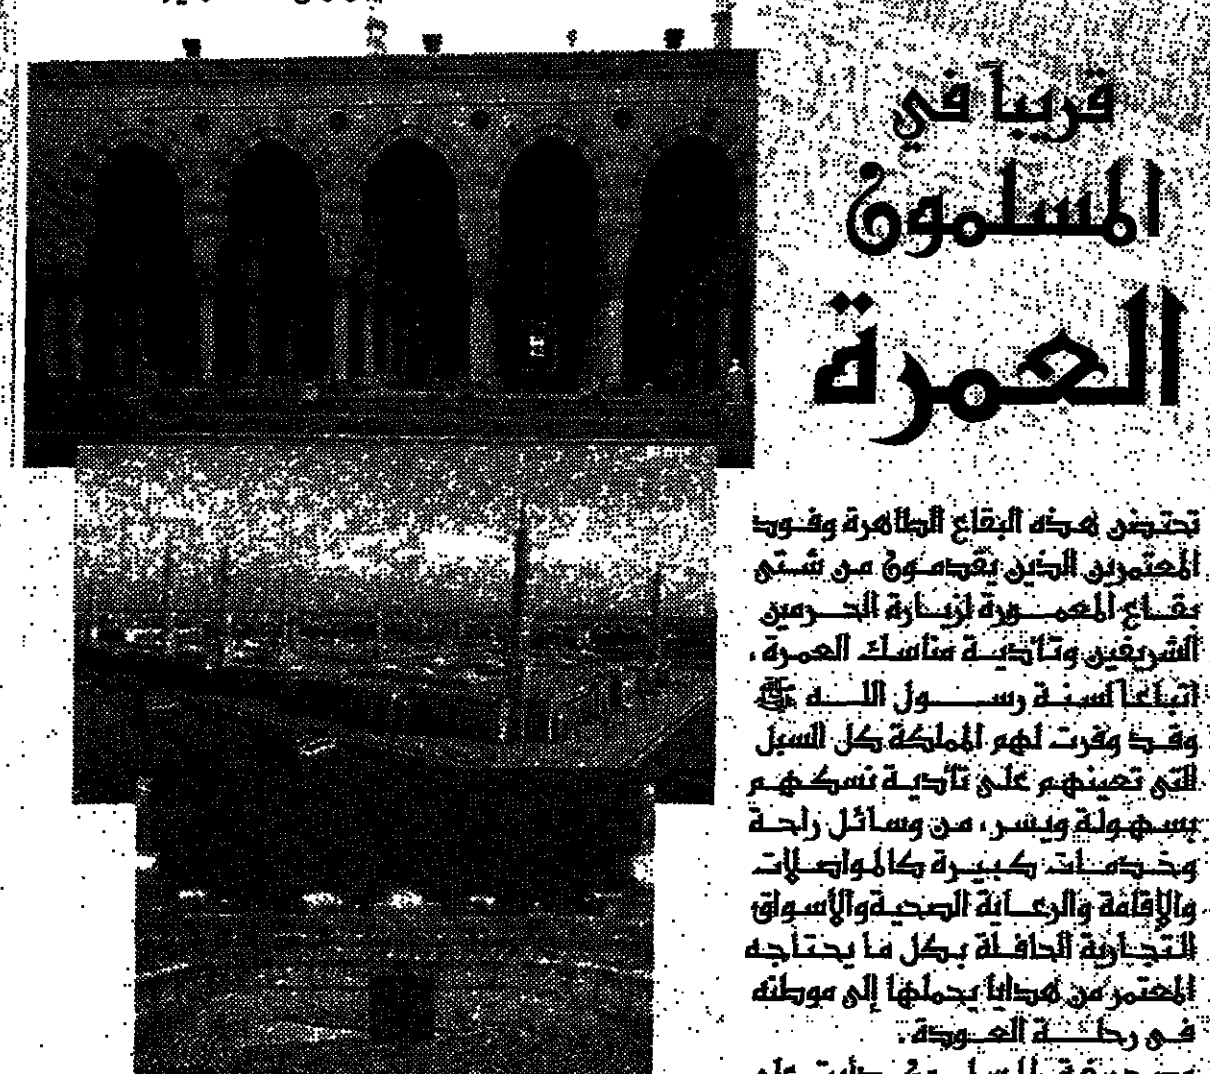 قريباً في
المسلمون
العمرة
تحتضن هذه البقاع الطاهرة وفود
المعتمرين الذين يقدمون من شتى
بقاع المعمورة لزيارة الحرمين
الشريفين وتأدية مناسك العمرة ،
اتباعا لسنة رسول الله ﷺ
وقد وفرت لهم المملكة كل السبل
التى تعينهم على تأدية نسكهم
بسهولة ويسر ، من وسائل راحة
وخدمات كبيرة كالمواصلات
والإقامة والرعاية الصحية والأسواق
التجارية الحافلة بكل ما يحتاجه
المعتمر من هدايا يحملها إلى موطنه
فى رحلة العودة .